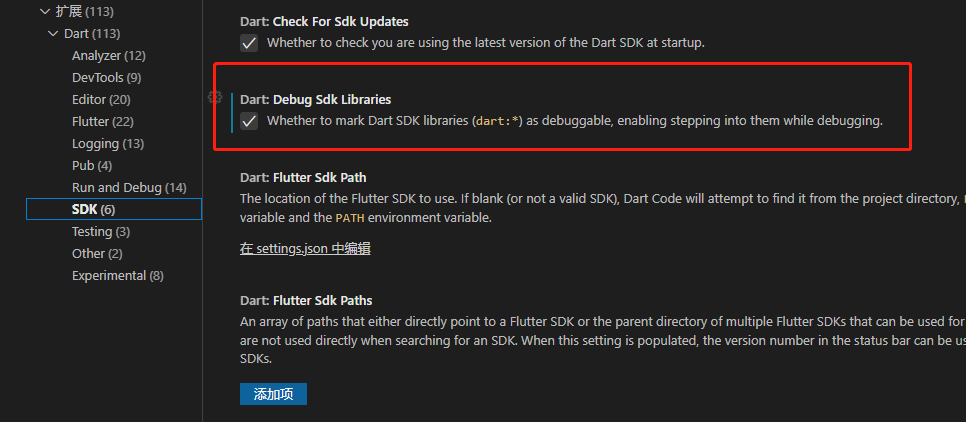 扩展 (113)
Dart (113)
Analyzer (12)
DevTools (9)
Editor (20)
Flutter (22)
Logging (13)
Pub (4)
Run and Debug (14)
SDK (6)
Testing (3)
Other (2)
Experimental (8)
Dart: Check For Sdk Updates
Whether to check you are using the latest version of the Dart SDK at startup.
Dart: Debug Sdk Libraries
Whether to mark Dart SDK libraries (dart:*) as debuggable, enabling stepping into them while debugging.
Dart: Flutter Sdk Path
The location of the Flutter SDK to use. If blank (or not a valid SDK), Dart Code will attempt to find it from the project directory,
variable and the PATH environment variable.
在 settings.json 中编辑
Dart: Flutter Sdk Paths
An array of paths that either directly point to a Flutter SDK or the parent directory of multiple Flutter SDKs that can be used for
are not used directly when searching for an SDK. When this setting is populated, the version number in the status bar can be us
SDKs.
添加项